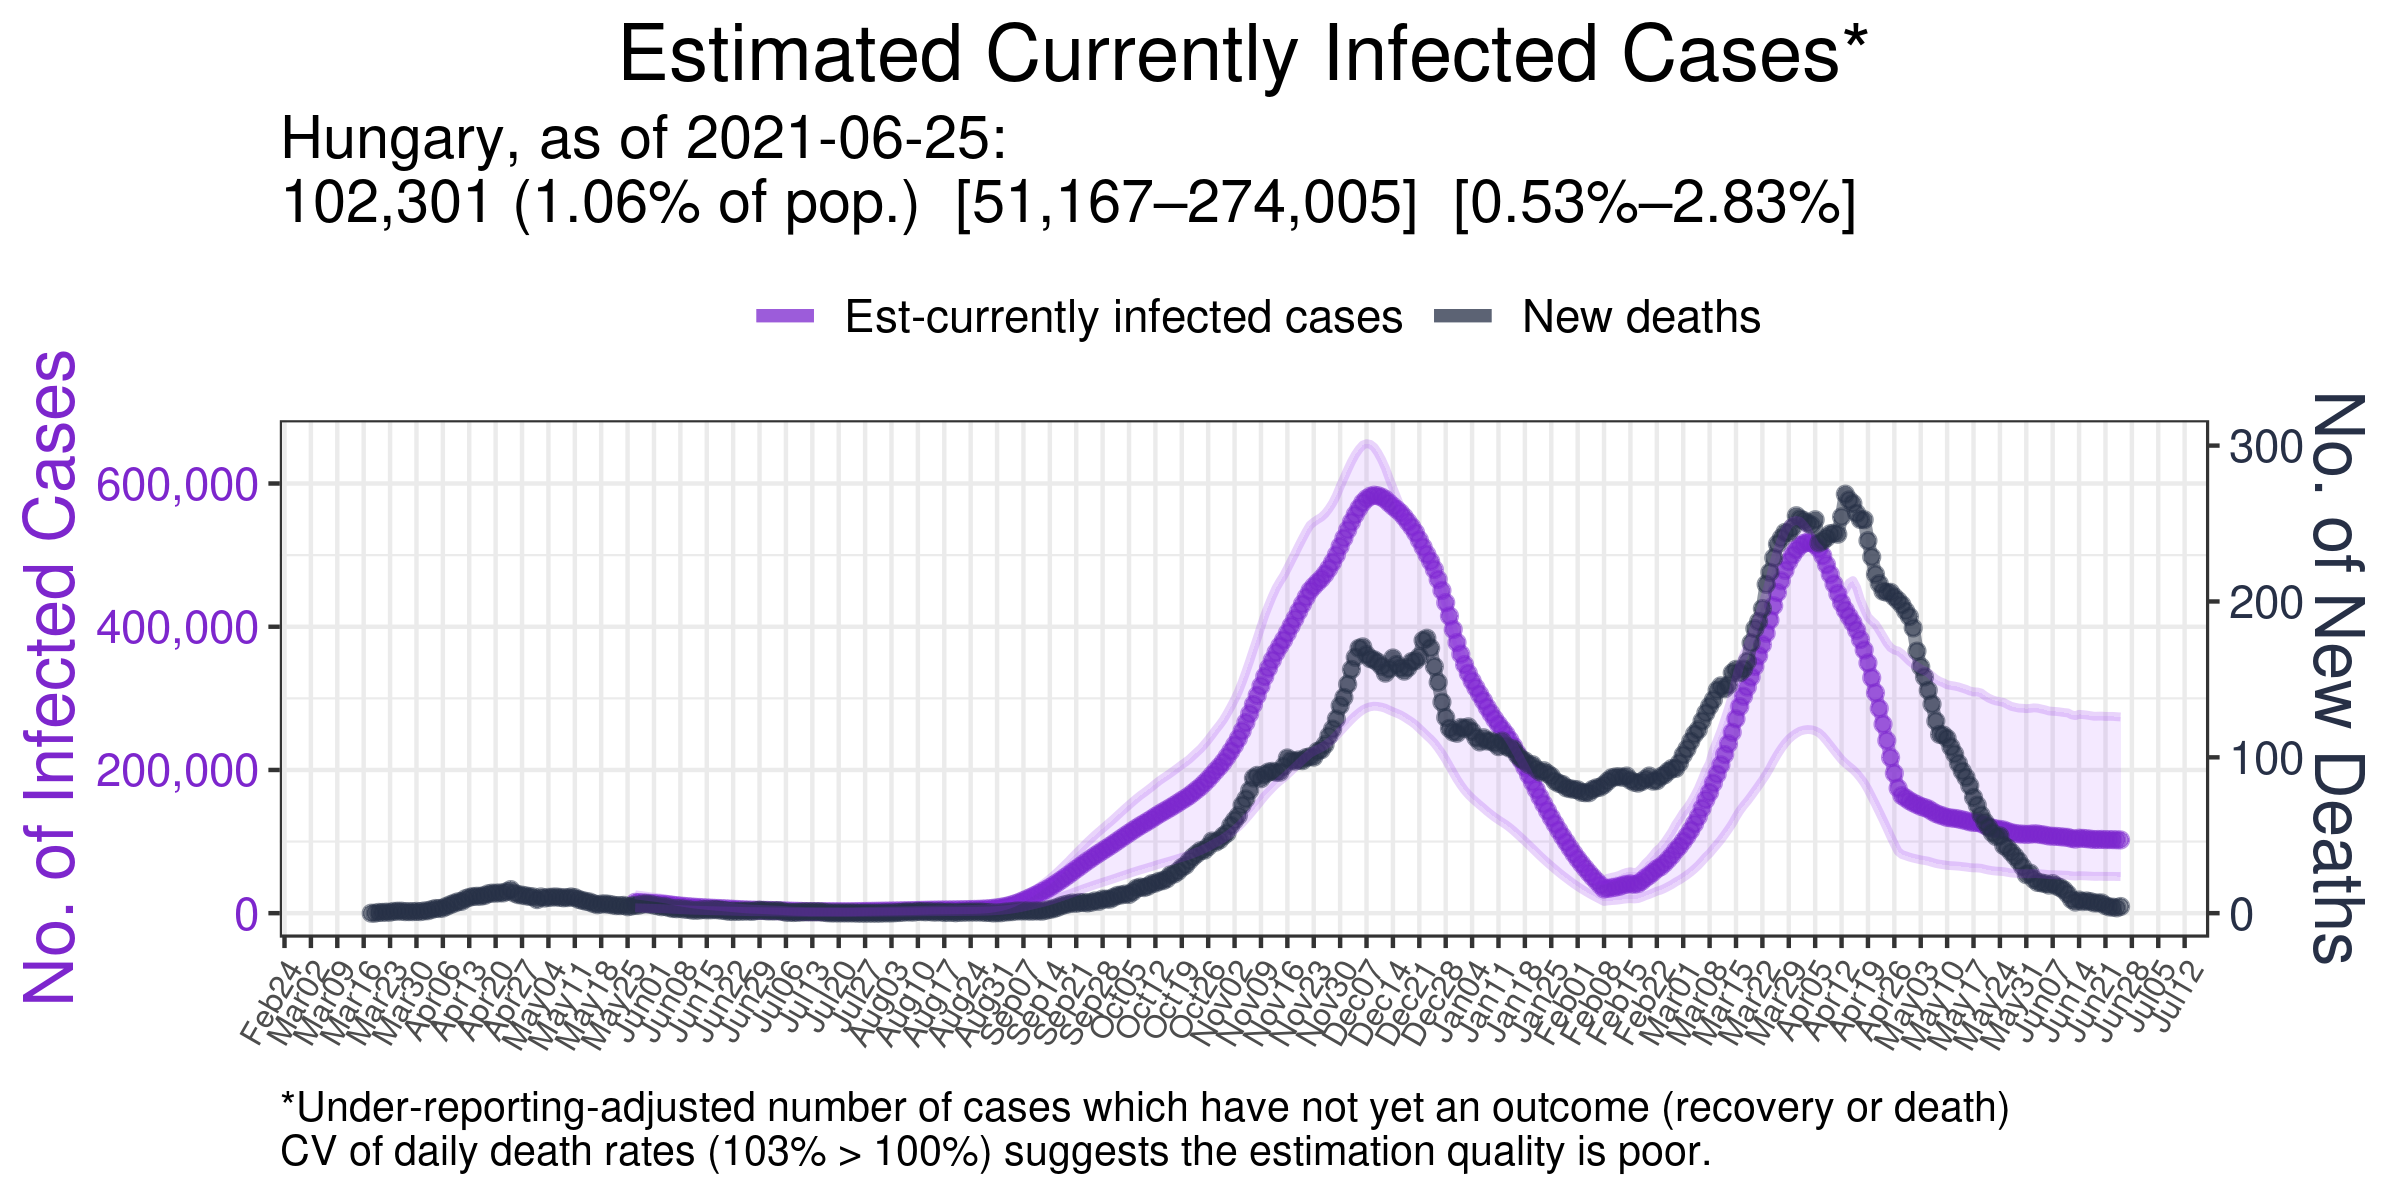 Estimated Currently Infected Cases*
Hungary, as of 2021-06-25:
102,301 (1.06% of pop.) [51,167–274,005] [0.53%–2.83%]
Est-currently infected cases
New deaths
No. of Infected Cases
600,000
400,000
200,000
0
300
200
100
0
No. of New Deaths
Feb24
Mar02
Mar09
Mar16
Mar23
Mar30
Apr06
Apr13
Apr20
Apr27
May04
May11
May18
May25
Jun01
Jun08
Jun15
Jun22
Jun29
Jul06
Jul13
Jul20
Jul27
Aug03
Aug10
Aug17
Aug24
Aug31
Sep07
Sep14
Sep21
Sep28
Oct05
Oct12
Oct19
Oct26
Nov02
Nov09
Nov16
Nov23
Nov30
Dec07
Dec14
Dec21
Dec28
Jan04
Jan11
Jan18
Jan25
Feb01
Feb08
Feb15
Feb22
Mar01
Mar08
Mar15
Mar22
Mar29
Apr05
Apr12
Apr19
Apr26
May03
May10
May17
May24
May31
Jun07
Jun14
Jun21
Jun28
Jul05
Jul12
*Under-reporting-adjusted number of cases which have not yet an outcome (recovery or death)
CV of daily death rates (103% > 100%) suggests the estimation quality is poor.